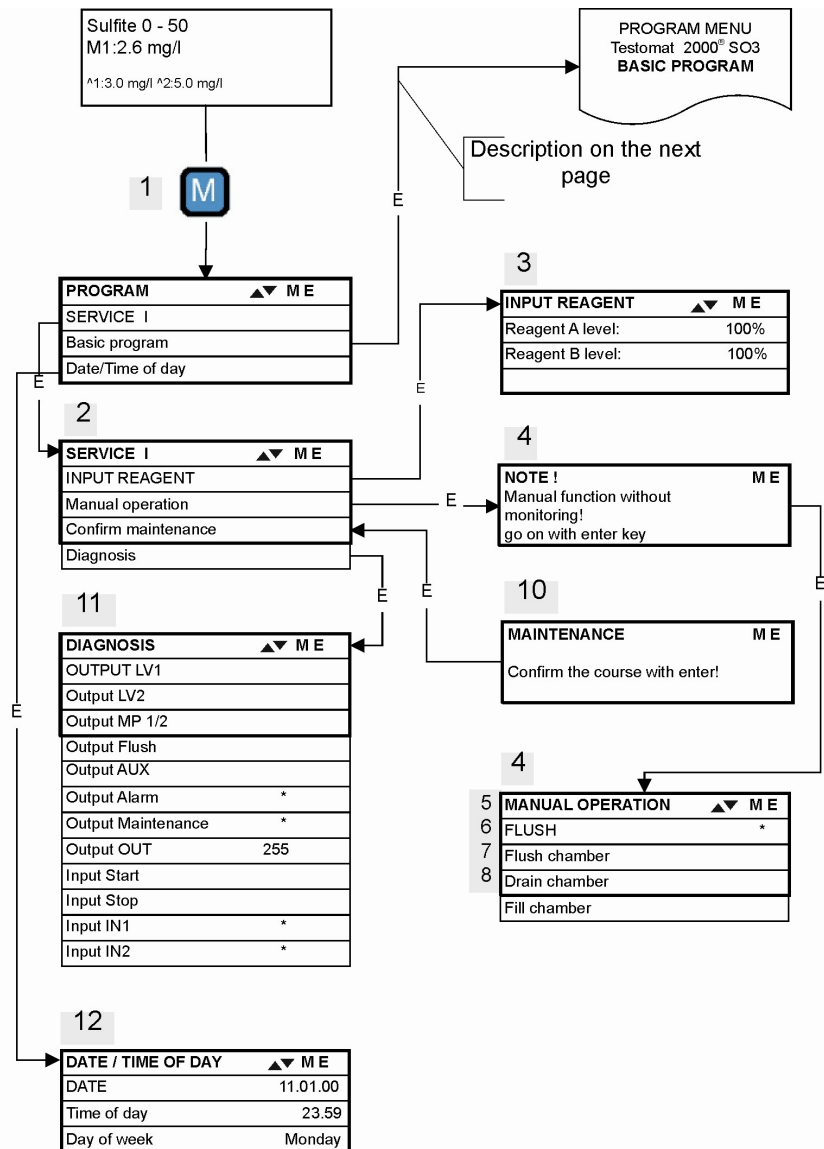 Sulfite 0 - 50
M1:2.6 mg/l
^1:3.0 mg/l ^2:5.0 mg/l
PROGRAM MENU
Testomat 2000® SO3
BASIC PROGRAM
Description on the next
page
1
M
E
PROGRAM ▲▼ M E
SERVICE I
Basic program
Date/Time of day
E
3
INPUT REAGENT ▲▼ M E
Reagent A level: 100%
Reagent B level: 100%
E
2
SERVICE I ▲▼ M E
INPUT REAGENT
Manual operation
Confirm maintenance
Diagnosis
E
4
NOTE ! M E
Manual function without
monitoring!
go on with enter key
E
E
E
10
MAINTENANCE M E
Confirm the course with enter!
11
DIAGNOSIS ▲▼ M E
OUTPUT LV1
Output LV2
Output MP 1/2
Output Flush
Output AUX
Output Alarm *
Output Maintenance *
Output OUT 255
Input Start
Input Stop
Input IN1 *
Input IN2 *
E
4
5 MANUAL OPERATION ▲▼ M E
6 FLUSH *
7 Flush chamber
8 Drain chamber
Fill chamber
12
DATE / TIME OF DAY ▲▼ M E
DATE 11.01.00
Time of day 23.59
Day of week Monday